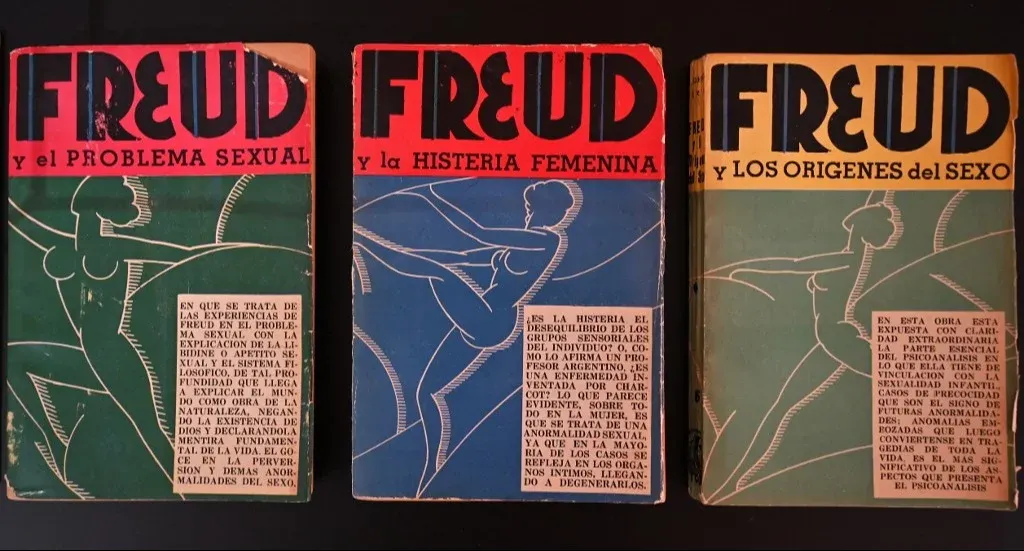 FREUD
y el PROBLEMA SEXUAL
EN QUE SE TRATA DE
LAS EXPERIENCIAS DE
FREUD EN EL PROBLE-
MA SEXUAL CON LA
EXPLICACION DE LA LI-
BIDINE O APETITO SE-
XUAL Y EL SISTEMA FI-
LOSOFICO, DE TAL PRO-
FUNDIDAD QUE LLEGA
A EXPLICAR EL MUN-
DO COMO OBRA DE LA
NATURALEZA, NEGAN-
DO LA EXISTENCIA DE
DIOS Y DECLARANDO LA
MENTIRA FUNDAMEN-
TAL DE LA VIDA. EL GO-
CE EN LA PERVER-
SION Y DEMAS ANOR-
MALIDADES DEL SEXO.
FREUD
y la HISTERIA FEMENINA
¿ES LA HISTERIA EL
DESEQUILIBRIO DE LOS
GRUPOS SENSORIALES
DEL INDIVIDUO? O, CO-
MO LO AFIRMA UN PRO-
FESOR ARGENTINO, ¿ES
UNA ENFERMEDAD IN-
VENTADA POR CHAR-
COT? LO QUE PARECE
EVIDENTE, SOBRE TO-
DO EN LA MUJER, ES
QUE SE TRATA DE UNA
ANORMALIDAD SEXUAL,
YA QUE EN LA MAYO-
RIA DE LOS CASOS SE
REFLEJA EN LOS ORGA-
NOS INTIMOS, LLEGAN-
DO A DEGENERARLOS.
FREUD
y LOS ORIGENES del SEXO
EN ESTA OBRA ESTA
EXPUESTA CON CLARI-
DAD EXTRAORDINARIA
LA PARTE ESENCIAL
DEL PSICOANALISIS EN
LO QUE ELLA TIENE DE
VINCULACION CON LA
SEXUALIDAD INFANTIL.
CASOS DE PRECOCIDAD
QUE SON EL SIGNO DE
FUTURAS ANORMALIDA-
DES; ANOMALIAS EM-
BOZADAS QUE LUEGO
CONVIERTENSE EN TRA-
GEDIAS DE TODA LA
VIDA, ES EL MAS SIG-
NIFICATIVO DE LOS AS-
PECTOS QUE PRESENTA
EL PSICOANALISIS